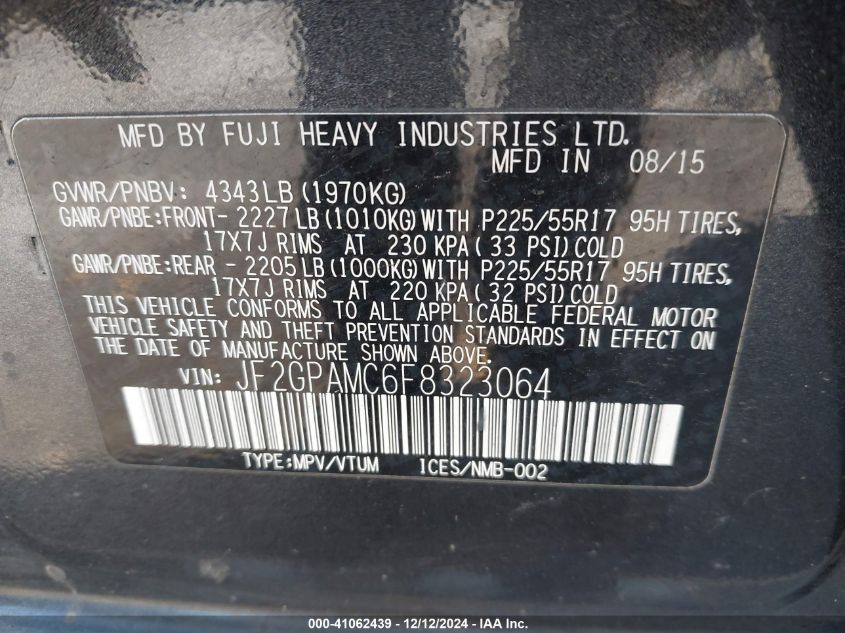 MFD BY FUJI HEAVY INDUSTRIES LTD.
MFD IN 08/15
GVWR/PNBV: 4343LB (1970KG)
GAWR/PNBE:FRONT- 2227 LB (1010KG) WITH P225/55R17 95H TIRES,
17X7J RIMS AT 230 KPA ( 33 PSI) COLD
GAWR/PNBE:REAR - 2205 LB (1000KG) WITH P225/55R17 95H TIRES,
17X7J RIMS AT 220 KPA ( 32 PSI) COLD
THIS VEHICLE CONFORMS TO ALL APPLICABLE FEDERAL MOTOR
VEHICLE SAFETY AND THEFT PREVENTION STANDARDS IN EFFECT ON
THE DATE OF MANUFACTURE SHOWN ABOVE.
VIN: JF2GPAMC6F8323064
TYPE:MPV/VTUM ICES/NMB-002
000-41062439 - 12/12/2024 - IAA Inc.